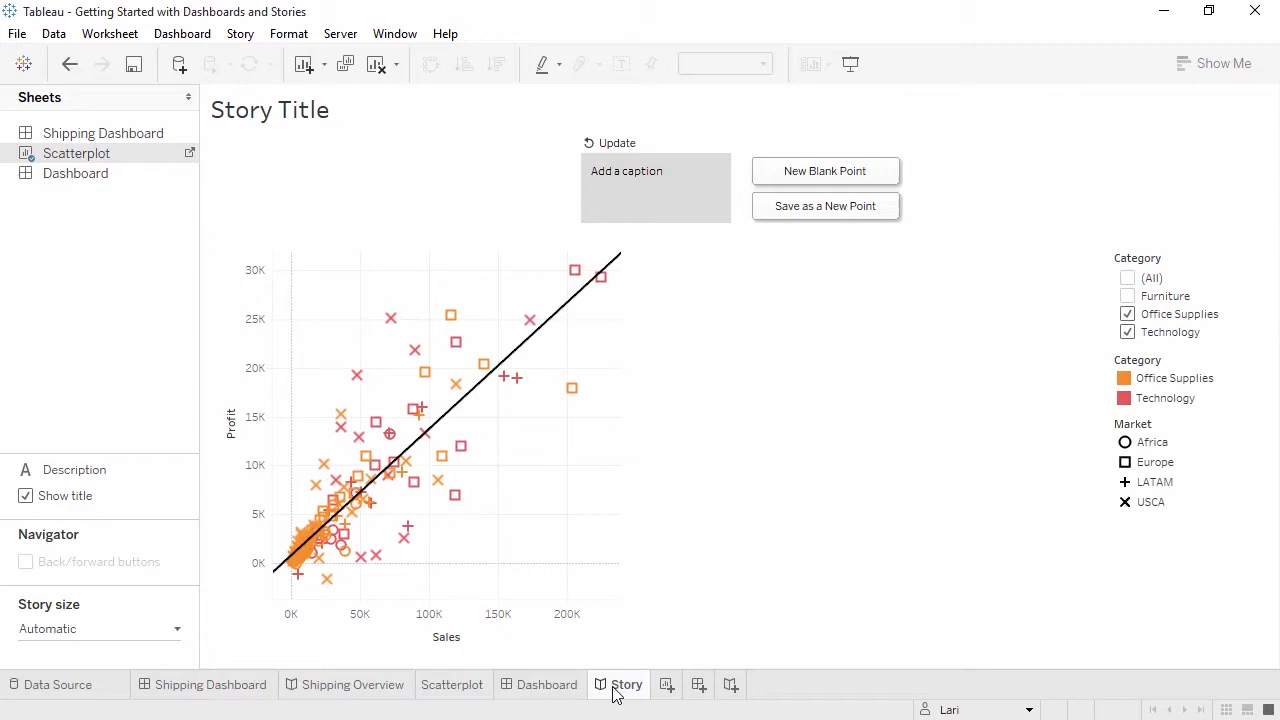 Tableau - Getting Started with Dashboards and Stories
File Data Worksheet Dashboard Story Format Server Window Help
Show Me
Sheets
Shipping Dashboard
Scatterplot
Dashboard
Description
Show title
Navigator
Back/forward buttons
Story size
Automatic
Story Title
Update
Add a caption
New Blank Point
Save as a New Point
30K
25K
20K
15K
10K
5K
0K
Profit
0K 50K 100K 150K 200K
Sales
Category
(All)
Furniture
Office Supplies
Technology
Category
Office Supplies
Technology
Market
Africa
Europe
LATAM
USCA
Data Source Shipping Dashboard Shipping Overview Scatterplot Dashboard Story
Lari